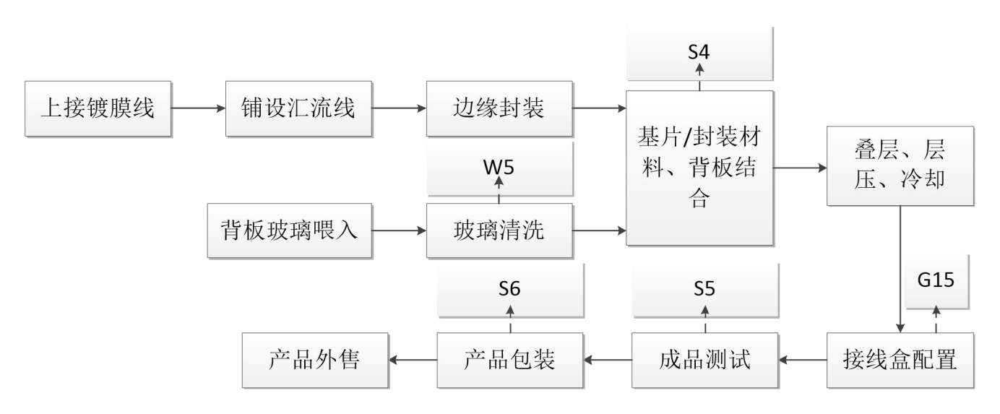 S4
上接镀膜线
铺设汇流线
边缘封装
基片/封装材
料、背板结
合
叠层、层
压、冷却
W5
背板玻璃喂入
玻璃清洗
S6
S5
G15
产品外售
产品包装
成品测试
接线盒配置